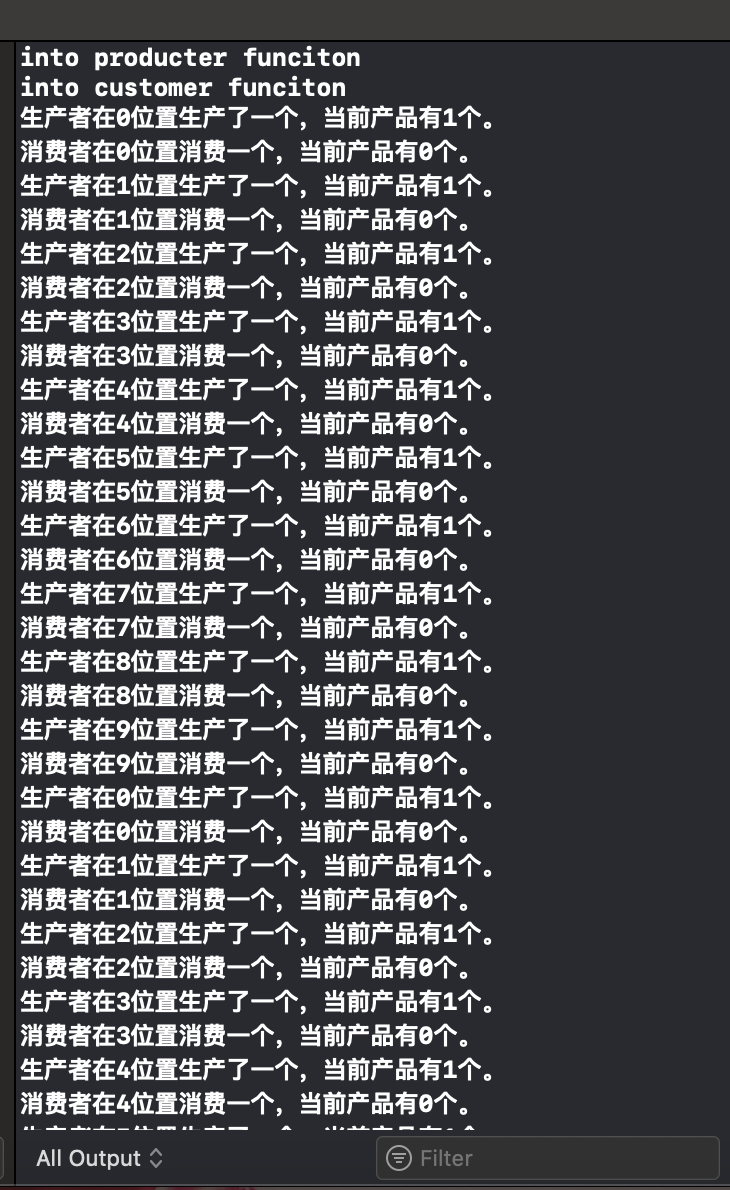 into producter funciton
into customer funciton
生产者在0位置生产了一个，当前产品有1个。
消费者在0位置消费一个，当前产品有0个。
生产者在1位置生产了一个，当前产品有1个。
消费者在1位置消费一个，当前产品有0个。
生产者在2位置生产了一个，当前产品有1个。
消费者在2位置消费一个，当前产品有0个。
生产者在3位置生产了一个，当前产品有1个。
消费者在3位置消费一个，当前产品有0个。
生产者在4位置生产了一个，当前产品有1个。
消费者在4位置消费一个，当前产品有0个。
生产者在5位置生产了一个，当前产品有1个。
消费者在5位置消费一个，当前产品有0个。
生产者在6位置生产了一个，当前产品有1个。
消费者在6位置消费一个，当前产品有0个。
生产者在7位置生产了一个，当前产品有1个。
消费者在7位置消费一个，当前产品有0个。
生产者在8位置生产了一个，当前产品有1个。
消费者在8位置消费一个，当前产品有0个。
生产者在9位置生产了一个，当前产品有1个。
消费者在9位置消费一个，当前产品有0个。
生产者在0位置生产了一个，当前产品有1个。
消费者在0位置消费一个，当前产品有0个。
生产者在1位置生产了一个，当前产品有1个。
消费者在1位置消费一个，当前产品有0个。
生产者在2位置生产了一个，当前产品有1个。
消费者在2位置消费一个，当前产品有0个。
生产者在3位置生产了一个，当前产品有1个。
消费者在3位置消费一个，当前产品有0个。
生产者在4位置生产了一个，当前产品有1个。
消费者在4位置消费一个，当前产品有0个。
All Output
Filter